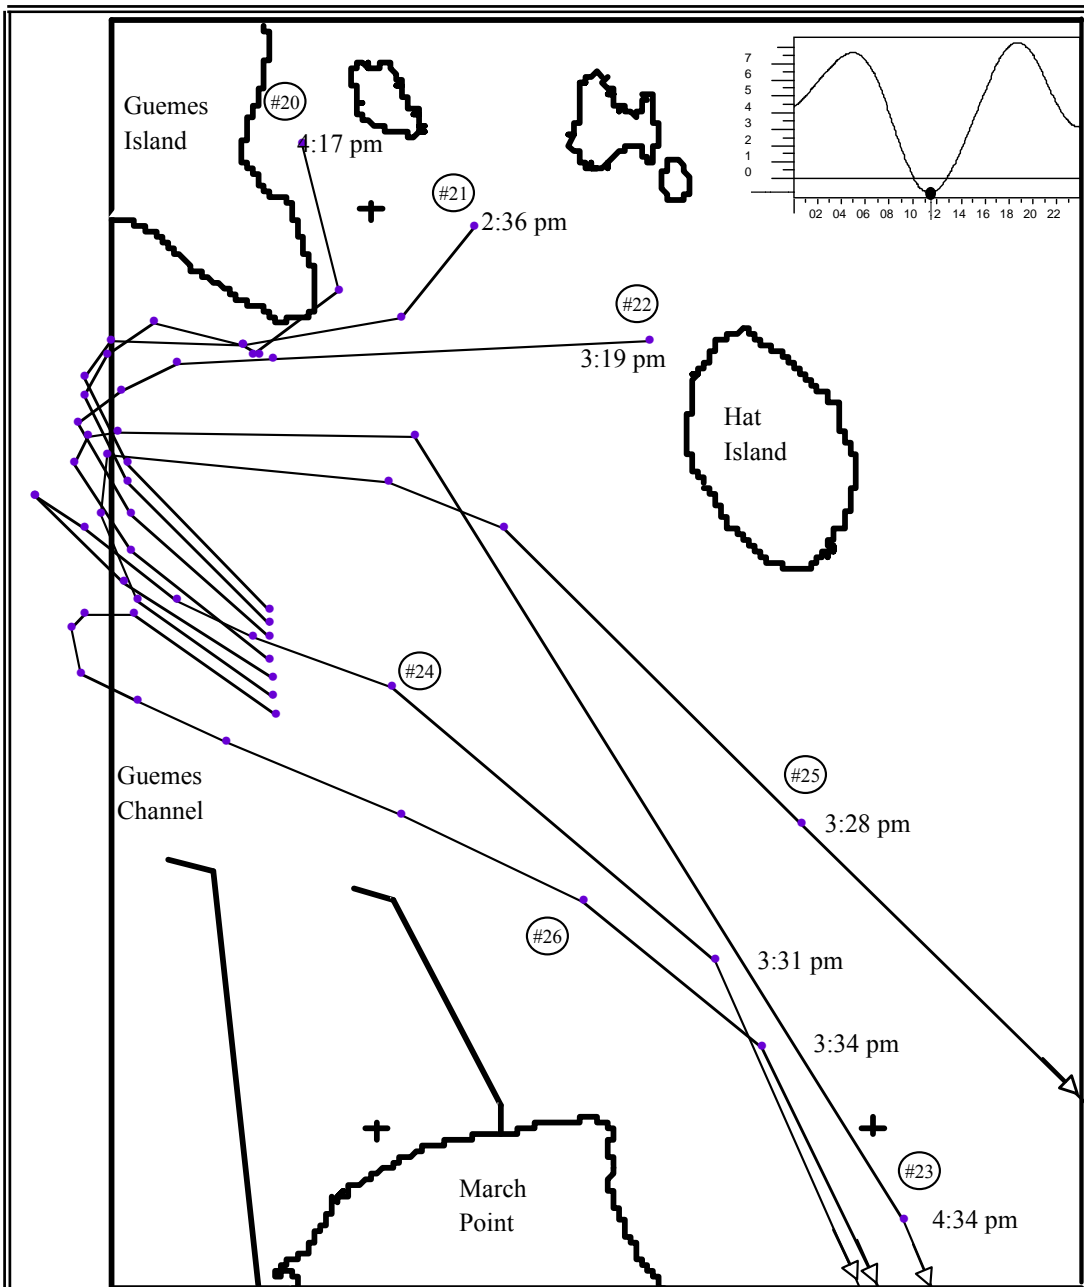 Guemes
Island
#20
4:17 pm
#21
2:36 pm
7
6
5
4
3
2
1
0
02 04 06 08 10 12 14 16 18 20 22
#22
3:19 pm
Hat
Island
#24
Guemes
Channel
#25
3:28 pm
#26
3:31 pm
3:34 pm
#23
4:34 pm
March
Point